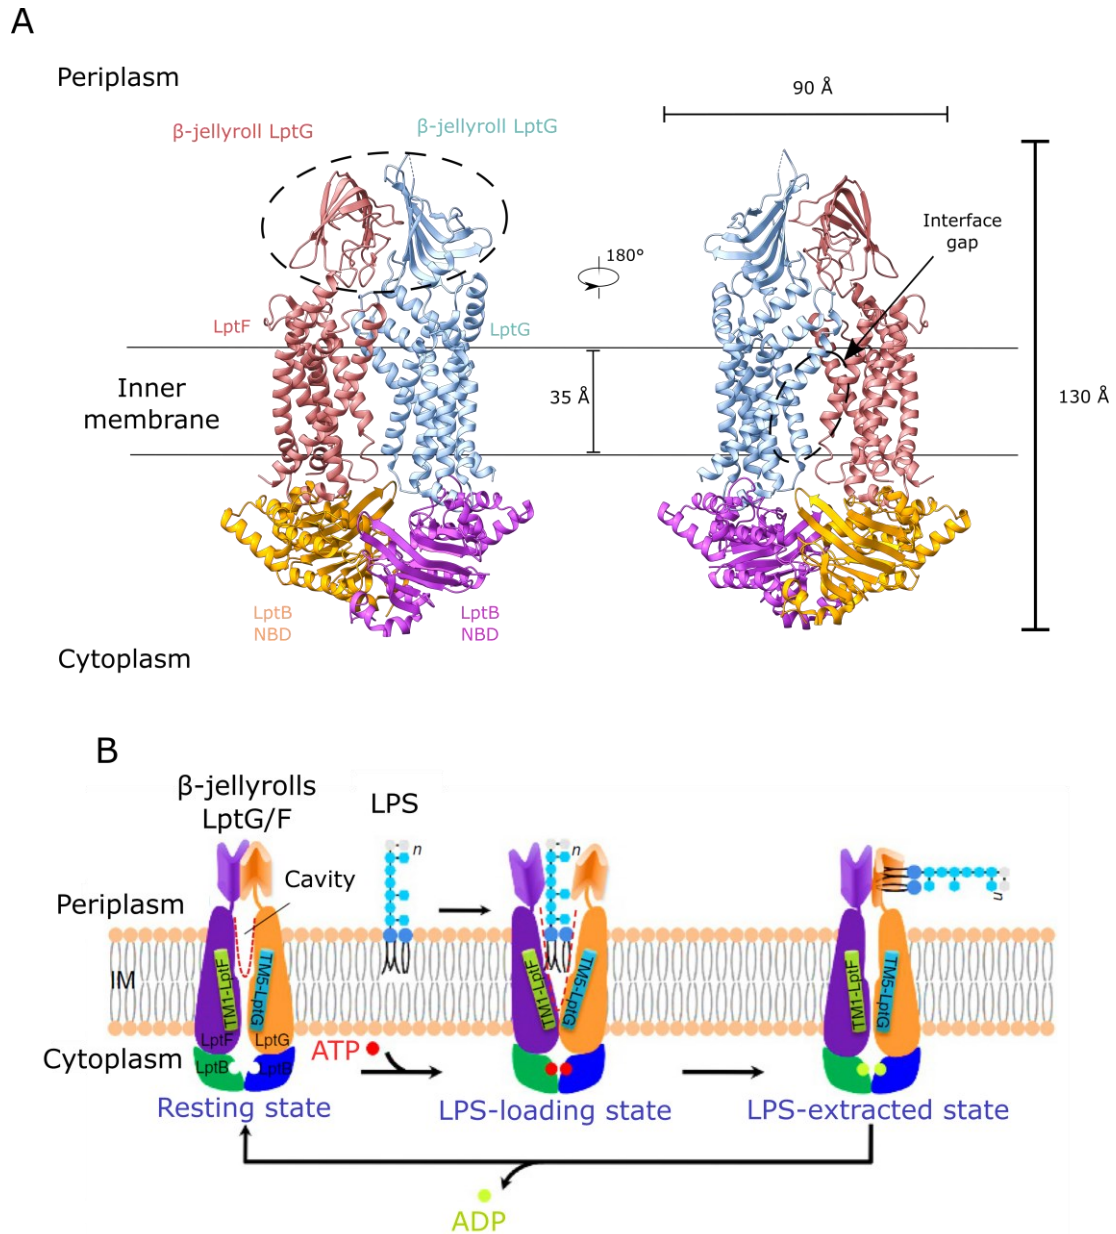 A
Periplasm
90 Å
β-jellyroll LptG
β-jellyroll LptG
Interface
gap
180°
LptF
LptG
Inner
membrane
35 Å
130 Å
LptB
NBD
LptB
NBD
Cytoplasm
B
β-jellyrolls
LptG/F
LPS
n
n
Cavity
n
Periplasm
IM
TM1-LptF
TM5-LptG
TM1-LptF
TM5-LptG
TM1-LptF
TM5-LptG
LptF
LptG
Cytoplasm
LptB
LptB
ATP
Resting state
LPS-loading state
LPS-extracted state
ADP